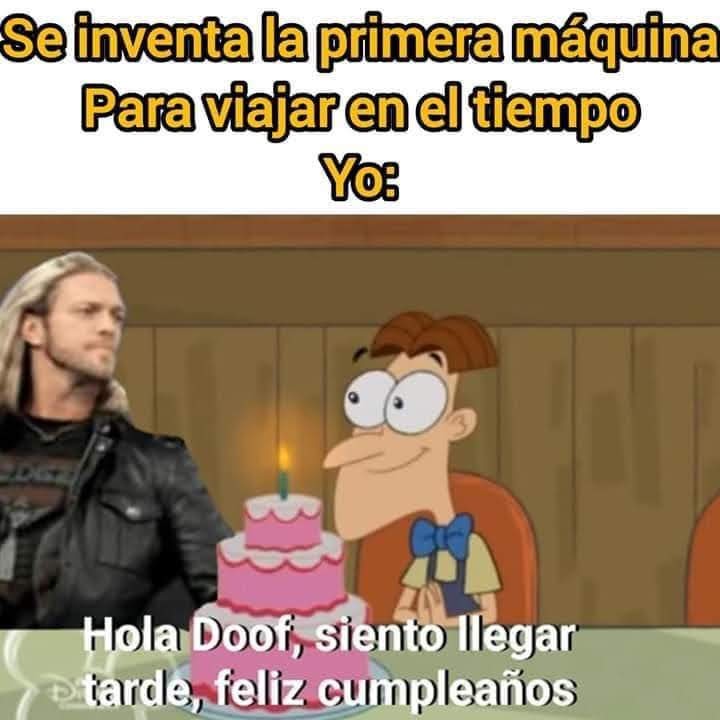 Se inventa la primera máquina
Para viajar en el tiempo
Yo:
Hola Doof, siento llegar
tarde, feliz cumpleaños